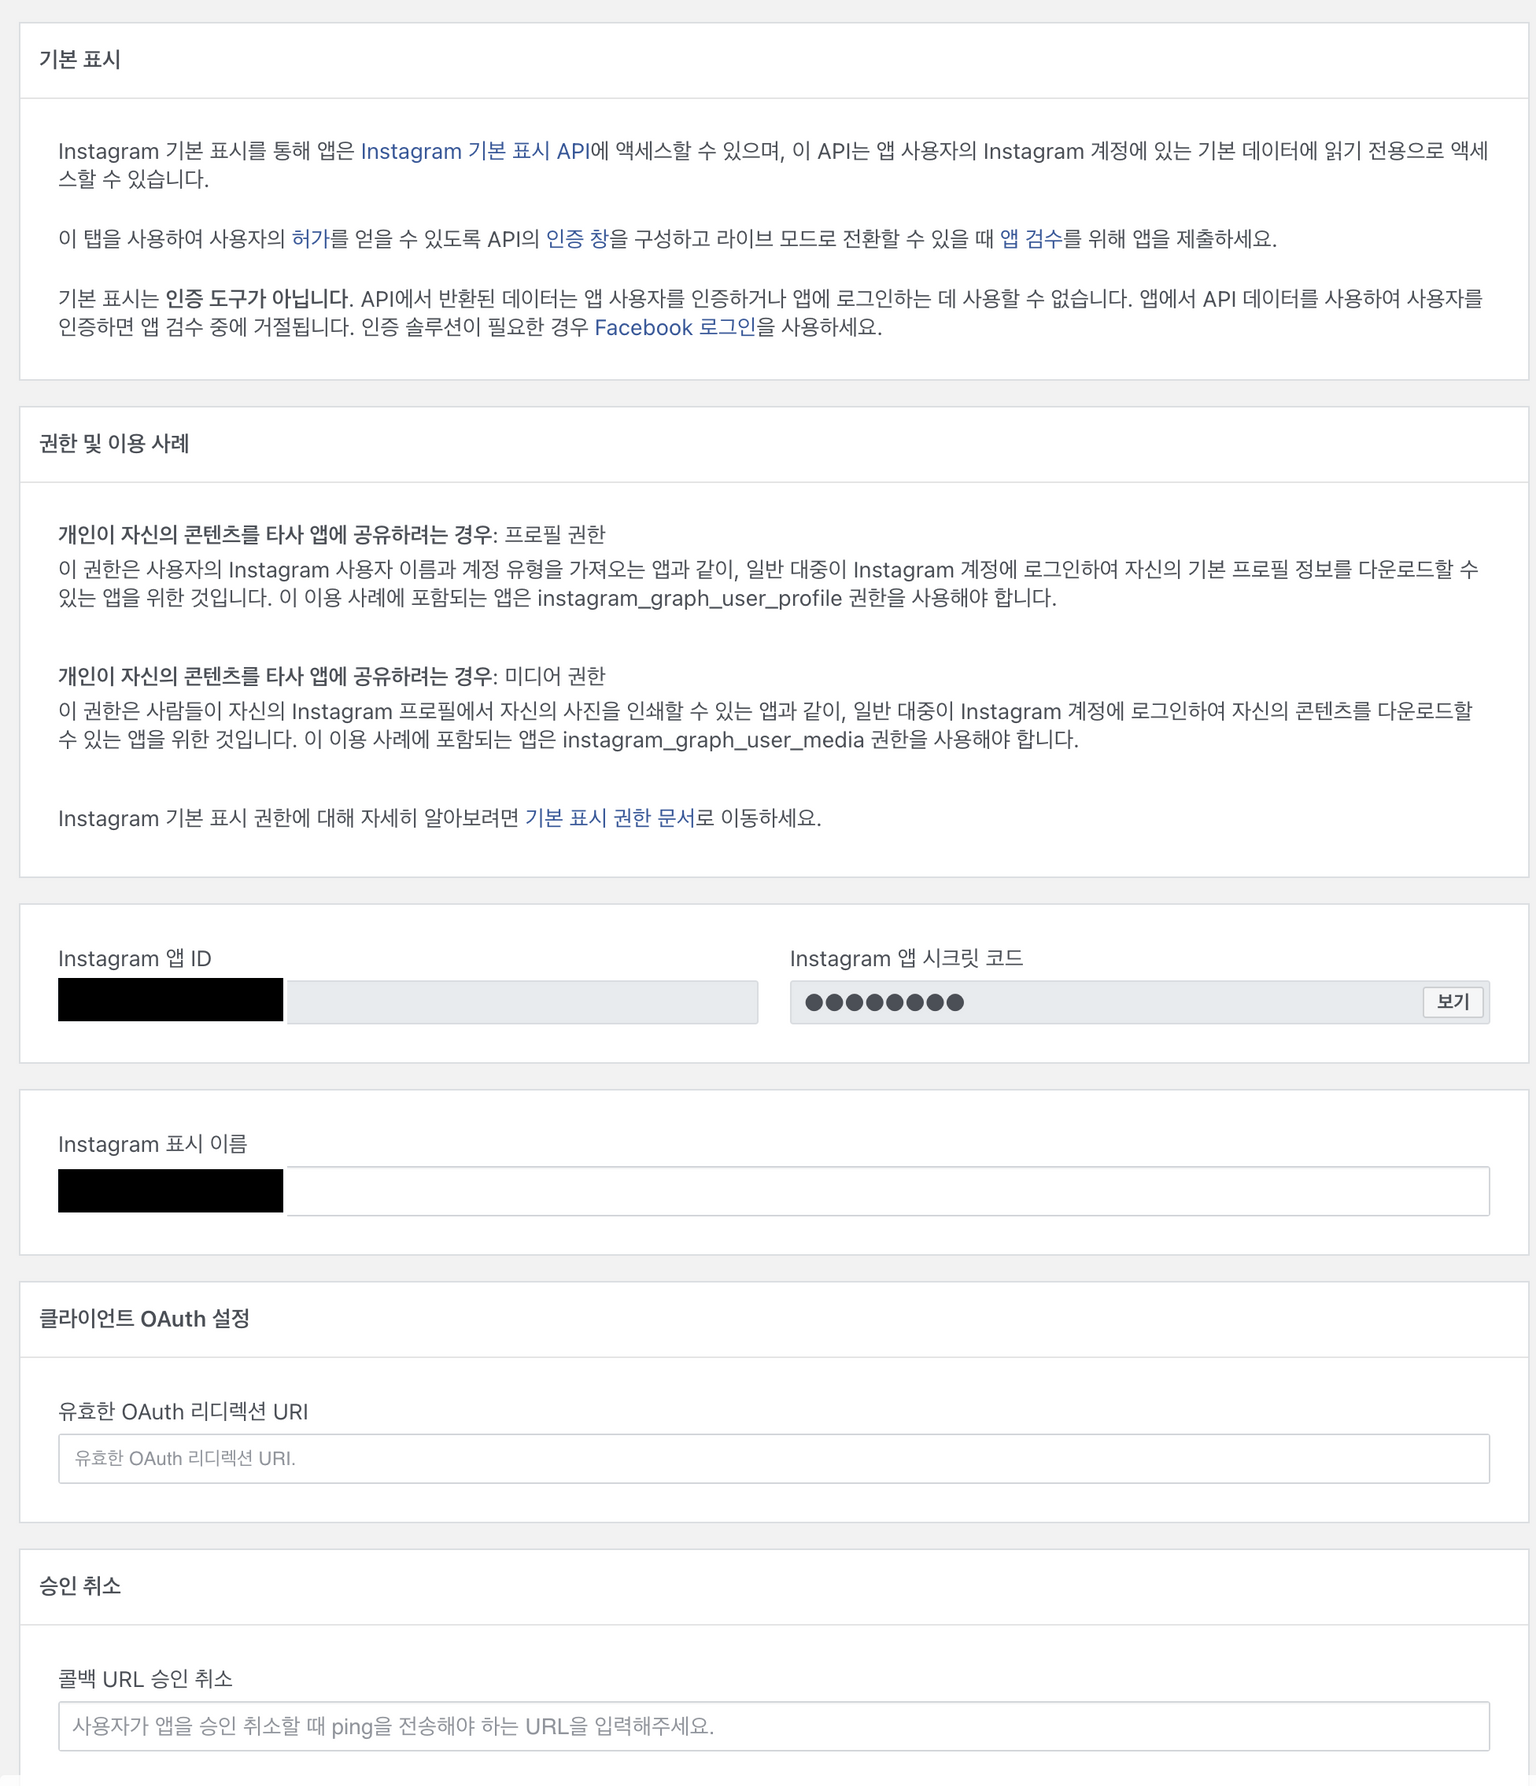 기본 표시
Instagram 기본 표시를 통해 앱은 Instagram 기본 표시 API에 액세스할 수 있으며, 이 API는 앱 사용자의 Instagram 계정에 있는 기본 데이터에 읽기 전용으로 액세
스할 수 있습니다.
이 탭을 사용하여 사용자의 허가를 얻을 수 있도록 API의 인증 창을 구성하고 라이브 모드로 전환할 수 있을 때 앱 검수를 위해 앱을 제출하세요.
기본 표시는 인증 도구가 아닙니다. API에서 반환된 데이터는 앱 사용자를 인증하거나 앱에 로그인하는 데 사용할 수 없습니다. 앱에서 API 데이터를 사용하여 사용자를
인증하면 앱 검수 중에 거절됩니다. 인증 솔루션이 필요한 경우 Facebook 로그인을 사용하세요.
권한 및 이용 사례
개인이 자신의 콘텐츠를 타사 앱에 공유하려는 경우: 프로필 권한
이 권한은 사용자의 Instagram 사용자 이름과 계정 유형을 가져오는 앱과 같이, 일반 대중이 Instagram 계정에 로그인하여 자신의 기본 프로필 정보를 다운로드할 수
있는 앱을 위한 것입니다. 이 이용 사례에 포함되는 앱은 instagram_graph_user_profile 권한을 사용해야 합니다.
개인이 자신의 콘텐츠를 타사 앱에 공유하려는 경우: 미디어 권한
이 권한은 사람들이 자신의 Instagram 프로필에서 자신의 사진을 인쇄할 수 있는 앱과 같이, 일반 대중이 Instagram 계정에 로그인하여 자신의 콘텐츠를 다운로드할
수 있는 앱을 위한 것입니다. 이 이용 사례에 포함되는 앱은 instagram_graph_user_media 권한을 사용해야 합니다.
Instagram 기본 표시 권한에 대해 자세히 알아보려면 기본 표시 권한 문서로 이동하세요.
Instagram 앱 ID
Instagram 앱 시크릿 코드
●●●●●●●●
보기
Instagram 표시 이름
클라이언트 OAuth 설정
유효한 OAuth 리디렉션 URI
유효한 OAuth 리디렉션 URI.
승인 취소
콜백 URL 승인 취소
사용자가 앱을 승인 취소할 때 ping을 전송해야 하는 URL을 입력해주세요.